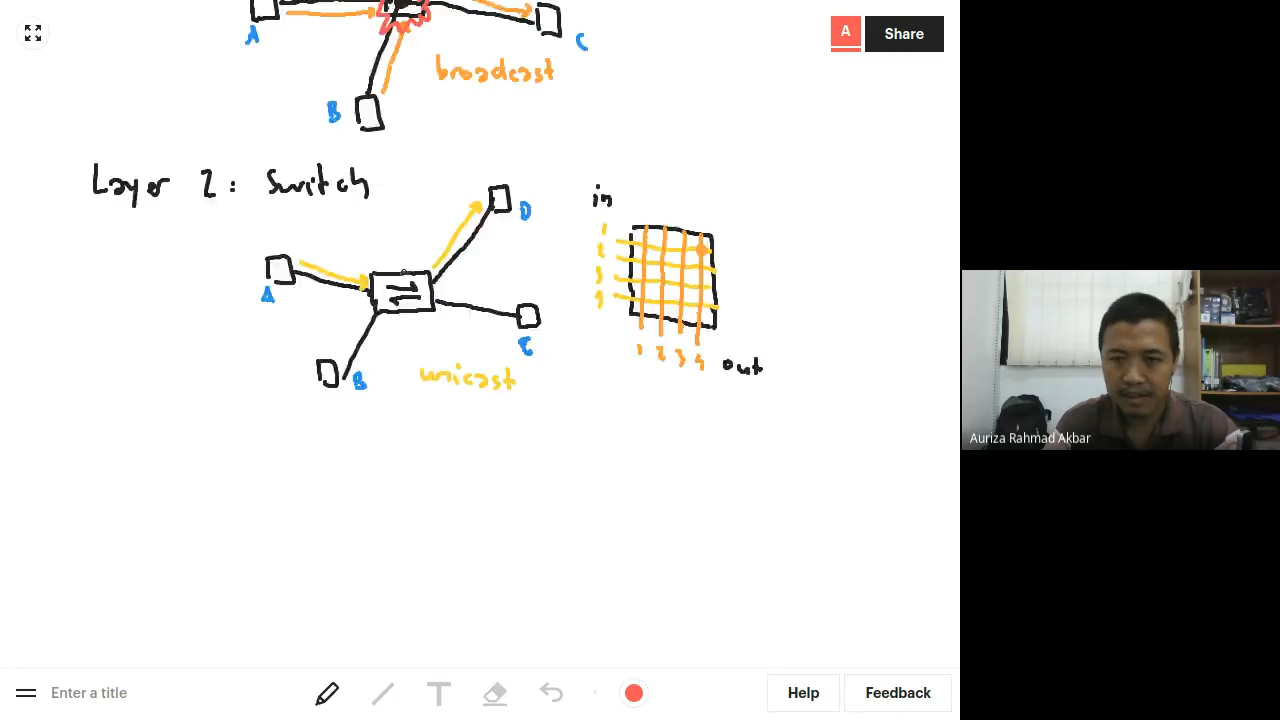 A
C
broadcast
B
A
Share
Layer 2: Switch
in
D
1
2
3
4
A
C
B
unicast
1 2 3 4 out
Auriza Rahmad Akbar
Enter a title
T
Help
Feedback